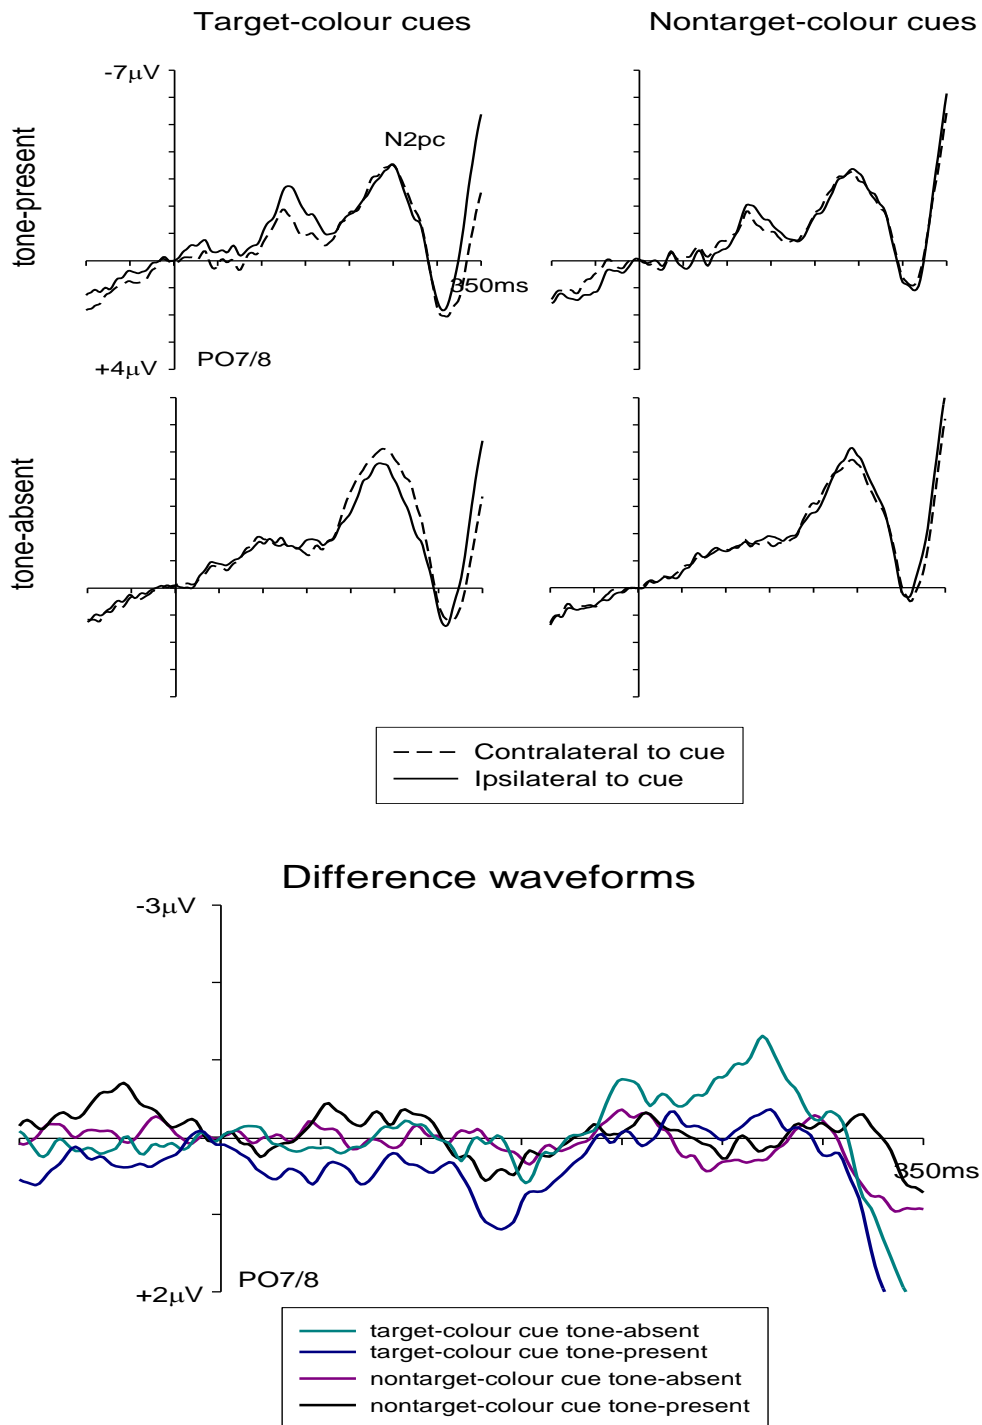 Target-colour cues
Nontarget-colour cues
-7µV
tone-present
N2pc
350ms
+4µV
PO7/8
tone-absent
Contralateral to cue
Ipsilateral to cue
Difference waveforms
-3µV
350ms
+2µV
PO7/8
target-colour cue tone-absent
target-colour cue tone-present
nontarget-colour cue tone-absent
nontarget-colour cue tone-present